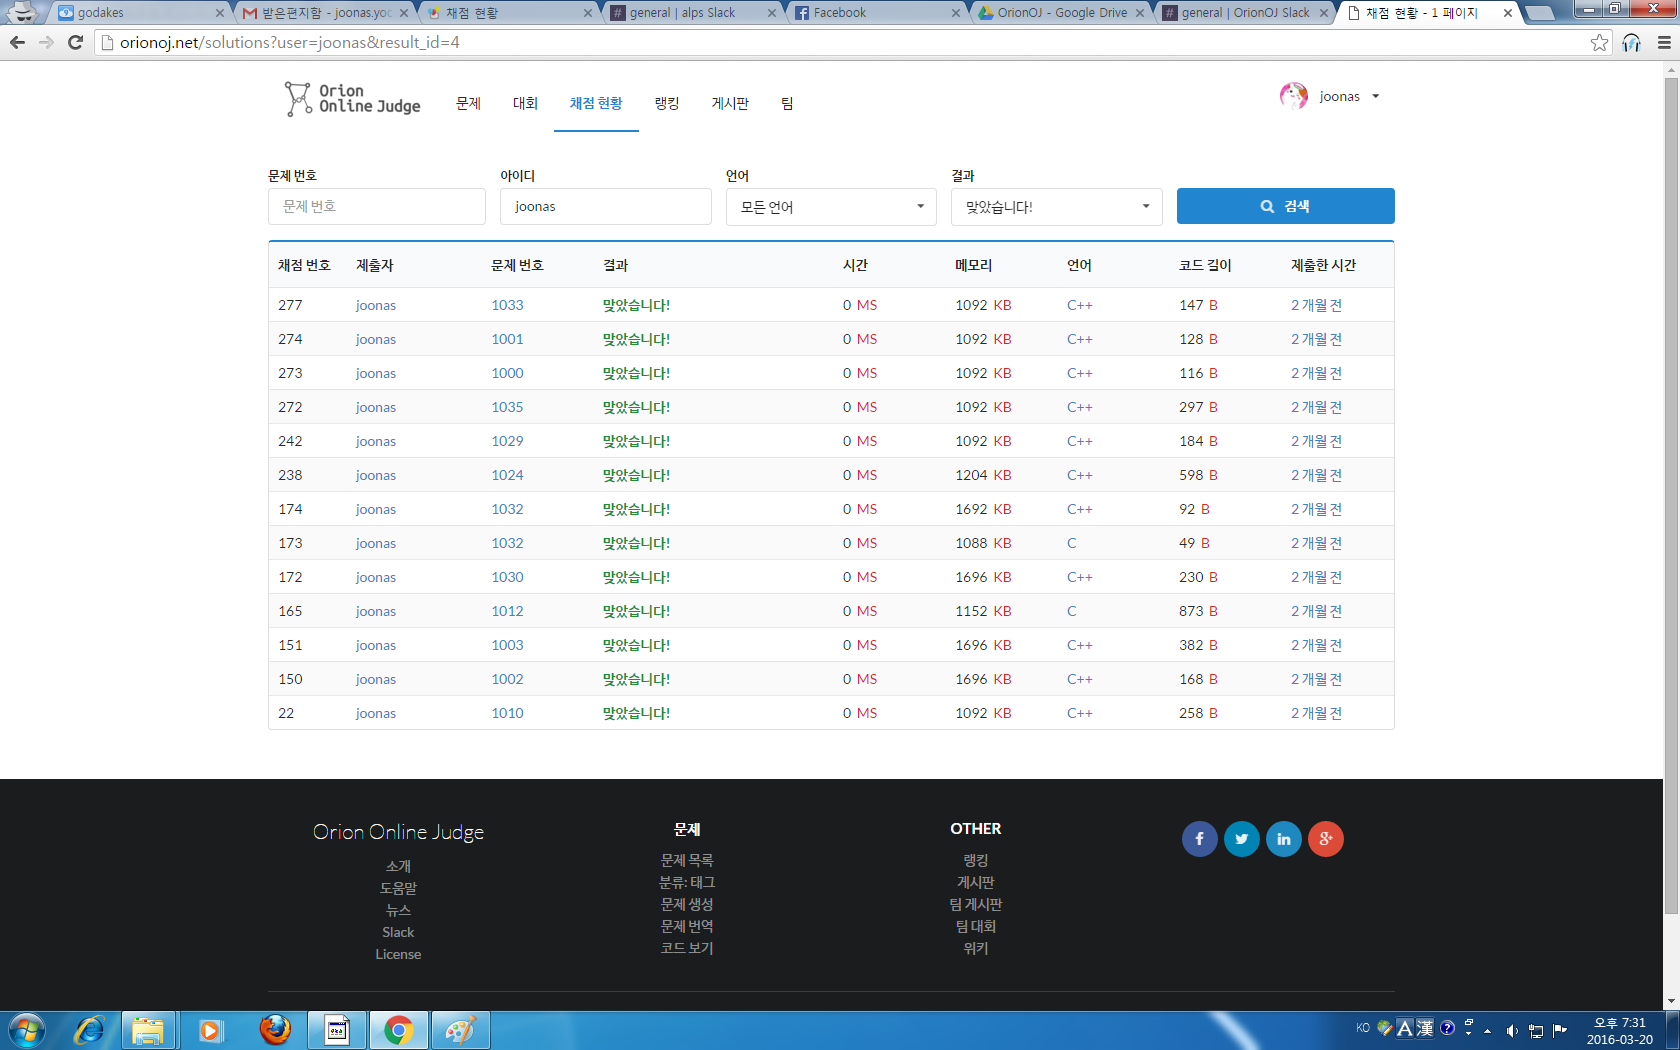 godakes
받은편지함 - joonas.yoc
채점 현황
general | alps Slack
Facebook
OrionOJ - Google Drive
general | OrionOJ Slack
채점 현황 - 1 페이지
orionoj.net/solutions?user=joonas&result_id=4
Orion
Online Judge
문제 대회 채점 현황 랭킹 게시판 팀
joonas
문제 번호 아이디 언어 결과
문제 번호 joonas 모든 언어 맞았습니다! 검색
채점 번호 제출자 문제 번호 결과 시간 메모리 언어 코드 길이 제출한 시간
277 joonas 1033 맞았습니다! 0 MS 1092 KB C++ 147 B 2 개월 전
274 joonas 1001 맞았습니다! 0 MS 1092 KB C++ 128 B 2 개월 전
273 joonas 1000 맞았습니다! 0 MS 1092 KB C++ 116 B 2 개월 전
272 joonas 1035 맞았습니다! 0 MS 1092 KB C++ 297 B 2 개월 전
242 joonas 1029 맞았습니다! 0 MS 1092 KB C++ 184 B 2 개월 전
238 joonas 1024 맞았습니다! 0 MS 1204 KB C++ 598 B 2 개월 전
174 joonas 1032 맞았습니다! 0 MS 1692 KB C++ 92 B 2 개월 전
173 joonas 1032 맞았습니다! 0 MS 1088 KB C 49 B 2 개월 전
172 joonas 1030 맞았습니다! 0 MS 1696 KB C++ 230 B 2 개월 전
165 joonas 1012 맞았습니다! 0 MS 1152 KB C 873 B 2 개월 전
151 joonas 1003 맞았습니다! 0 MS 1696 KB C++ 382 B 2 개월 전
150 joonas 1002 맞았습니다! 0 MS 1696 KB C++ 168 B 2 개월 전
22 joonas 1010 맞았습니다! 0 MS 1092 KB C++ 258 B 2 개월 전
Orion Online Judge
소개
도움말
뉴스
Slack
License
문제
문제 목록
분류: 태그
문제 생성
문제 번역
코드 보기
OTHER
랭킹
게시판
팀 게시판
팀 대회
위키
KO A 漢
오후 7:31
2016-03-20